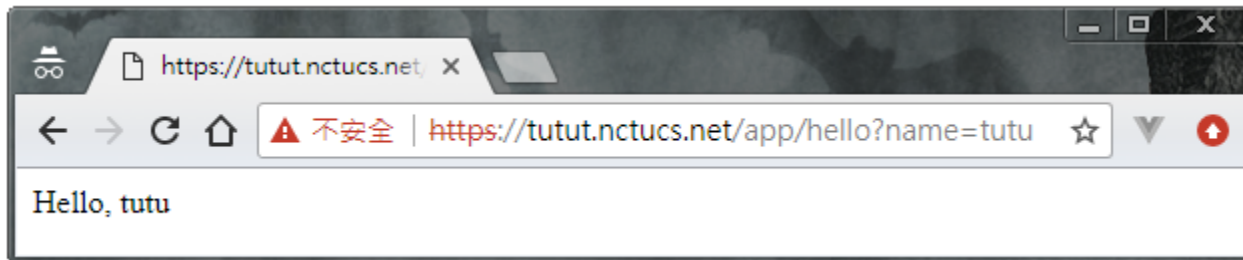 https://tutut.nctucs.net/
不安全 | https://tutut.nctucs.net/app/hello?name=tutu
Hello, tutu